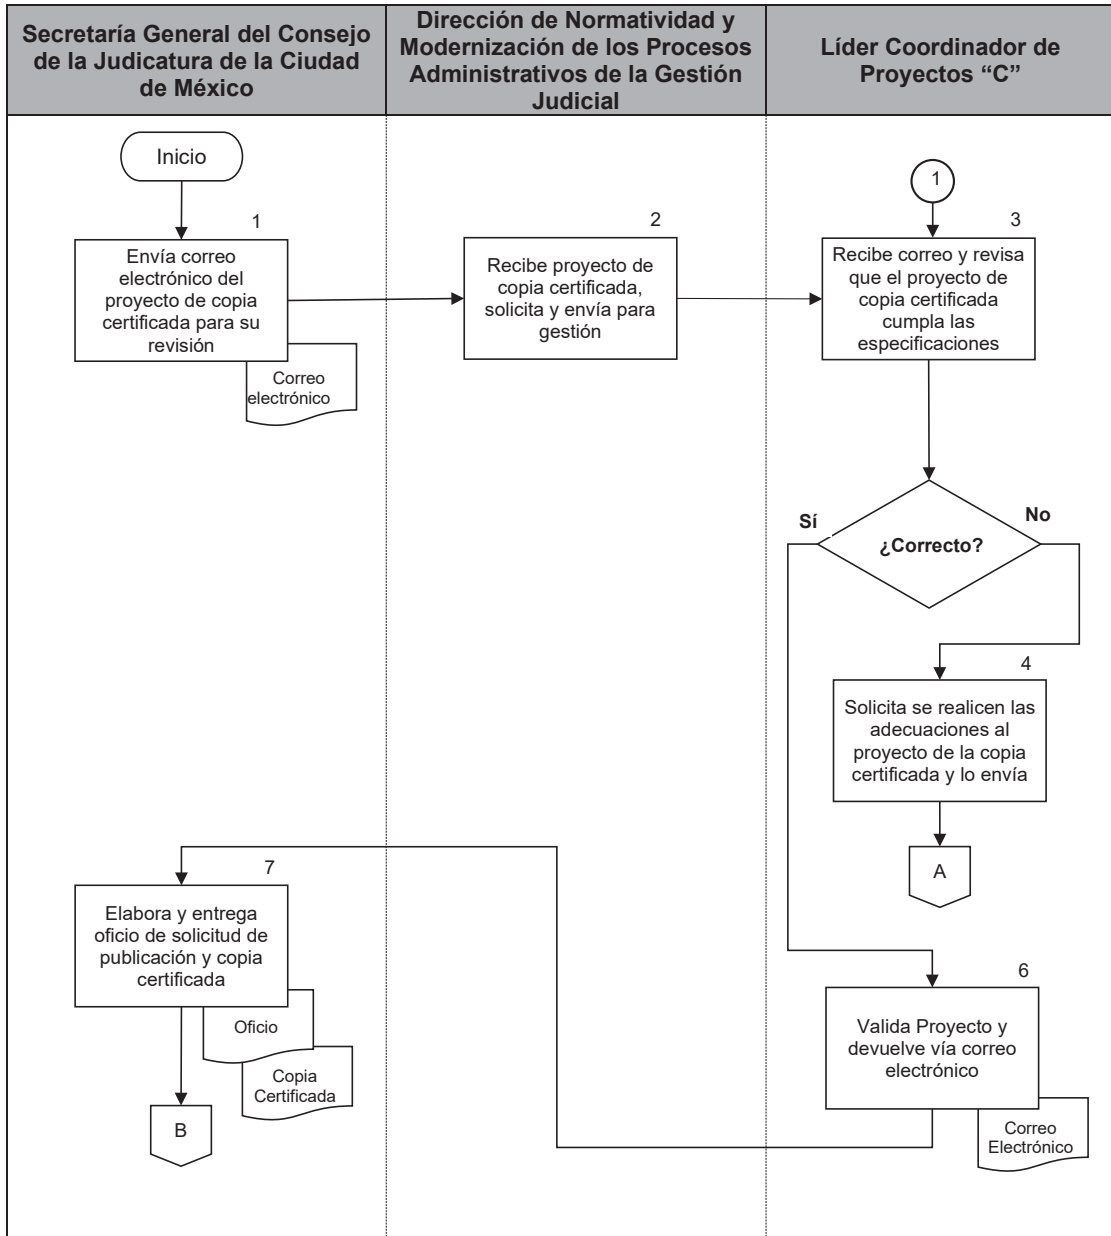 Secretaría General del Consejo
de la Judicatura de la Ciudad
de México
Dirección de Normatividad y
Modernización de los Procesos
Administrativos de la Gestión
Judicial
Líder Coordinador de
Proyectos “C”
Inicio
1
Envía correo
electrónico del
proyecto de copia
certificada para su
revisión
Correo
electrónico
2
Recibe proyecto de
copia certificada,
solicita y envía para
gestión
1
3
Recibe correo y revisa
que el proyecto de
copia certificada
cumpla las
especificaciones
Sí
¿Correcto?
No
4
Solicita se realicen las
adecuaciones al
proyecto de la copia
certificada y lo envía
A
6
Valida Proyecto y
devuelve vía correo
electrónico
Correo
Electrónico
7
Elabora y entrega
oficio de solicitud de
publicación y copia
certificada
Oficio
Copia
Certificada
B